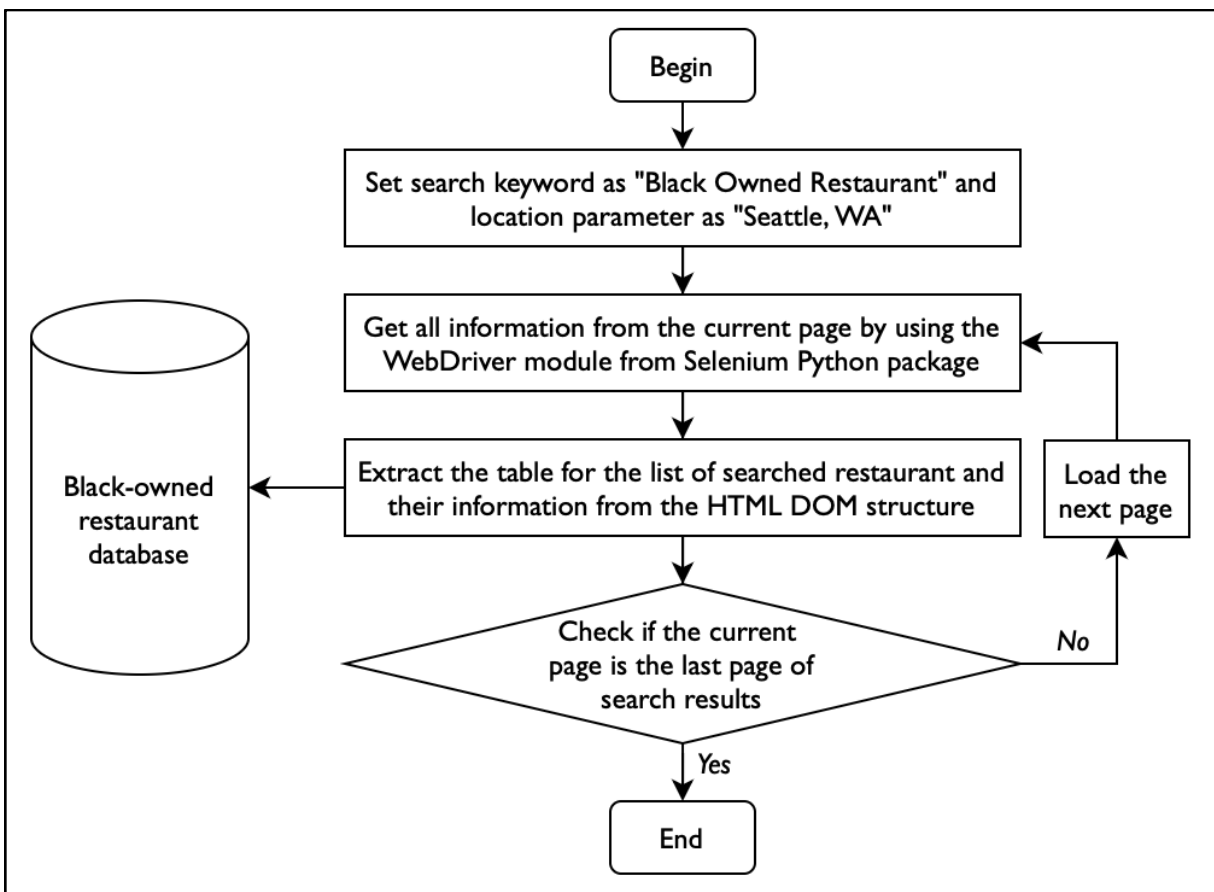 Begin
Set search keyword as "Black Owned Restaurant" and
location parameter as "Seattle, WA"
Get all information from the current page by using the
WebDriver module from Selenium Python package
Extract the table for the list of searched restaurant and
their information from the HTML DOM structure
Black-owned
restaurant
database
Load the
next page
Check if the current
page is the last page of
search results
No
Yes
End